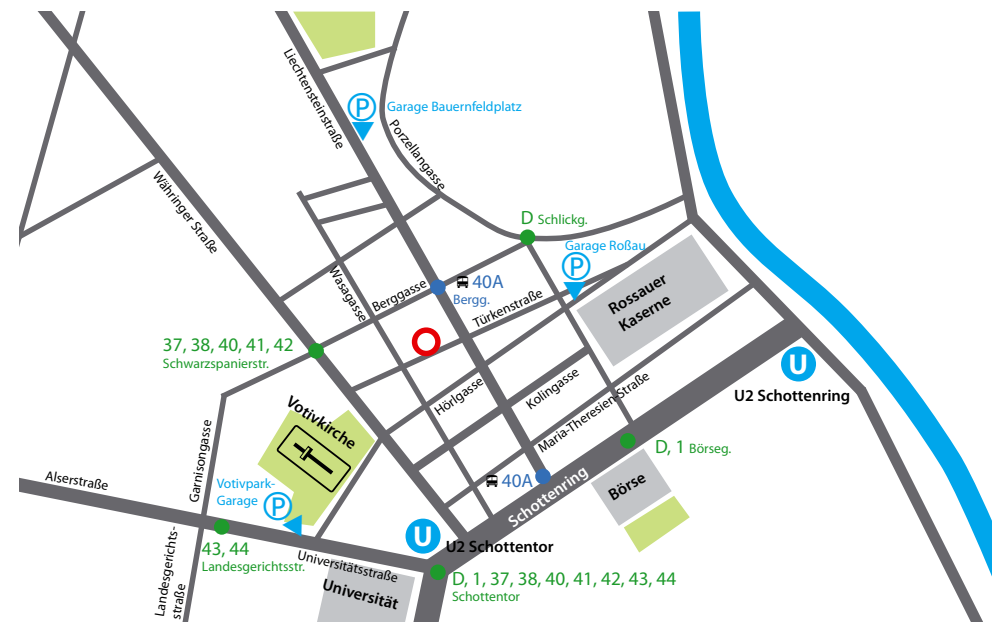 Liechtensteinstraße
P
Garage Bauernfeldplatz
Porzellangasse
Währinger Straße
D Schlickg.
Garage Roßau
P
Wasagasse
Berggasse
40A
Bergg.
Türkenstraße
Rossauer
Kaserne
37, 38, 40, 41, 42
Schwarzspanierstr.
U
U2 Schottenring
Hörlgasse
Kolingasse
Maria-Theresien-Straße
Votivkirche
Garnisongasse
D, 1 Börseg.
Alserstraße
Votivpark-
Garage
P
40A
Schottenring
Börse
43, 44
Landesgerichtsstr.
U
U2 Schottentor
Universitätsstraße
Landesgerichts-
straße
Universität
D, 1, 37, 38, 40, 41, 42, 43, 44
Schottentor